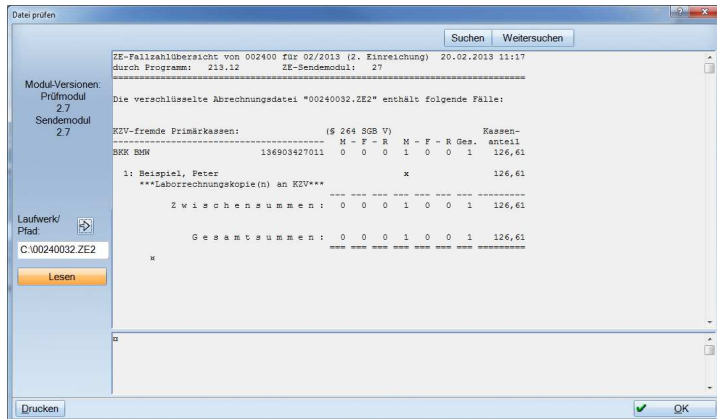 Datei prüfen
Suchen Weitersuchen
Modul-Versionen:
Prüfmodul
2.7
Sendemodul
2.7
Laufwerk/
Pfad:
C:\00240032.ZE2
Lesen
ZE-Fallzahlübersicht von 002400 für 02/2013 (2. Einreichung) 20.02.2013 11:17
durch Programm: 213.12 ZE-Sendemodul: 27
Die verschlüsselte Abrechnungsdatei "00240032.ZE2" enthält folgende Fälle:
KZV-fremde Primärkassen: (§ 264 SGB V) Kassen-
M - F - R M - F - R Ges. anteil
BKK BMW 136903427011 0 0 0 1 0 0 1 126,61
1: Beispiel, Peter x 126,61
***Laborrechnungskopie(n) an KZV***
Z w i s c h e n s u m m e n : 0 0 0 1 0 0 1 126,61
G e s a m t s u m m e n : 0 0 0 1 0 0 1 126,61
¤
¤
Drucken OK